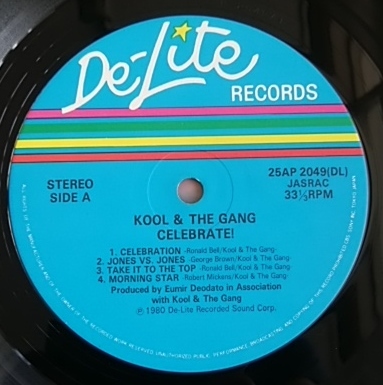 De-Lite
RECORDS
STEREO
SIDE A
25AP 2049(DL)
JASRAC
33⅓RPM
KOOL & THE GANG
CELEBRATE!
1. CELEBRATION -Ronald Bell/Kool & The Gang-
2. JONES VS. JONES -George Brown/Kool & The Gang
3. TAKE IT TO THE TOP -Ronald Bell/Kool & The Gang-
4. MORNING STAR -Robert Mickens/Kool & The Gang-
Produced by Eumir Deodato in Association
with Kool & The Gang
Ⓟ1980 De-Lite Recorded Sound Corp.